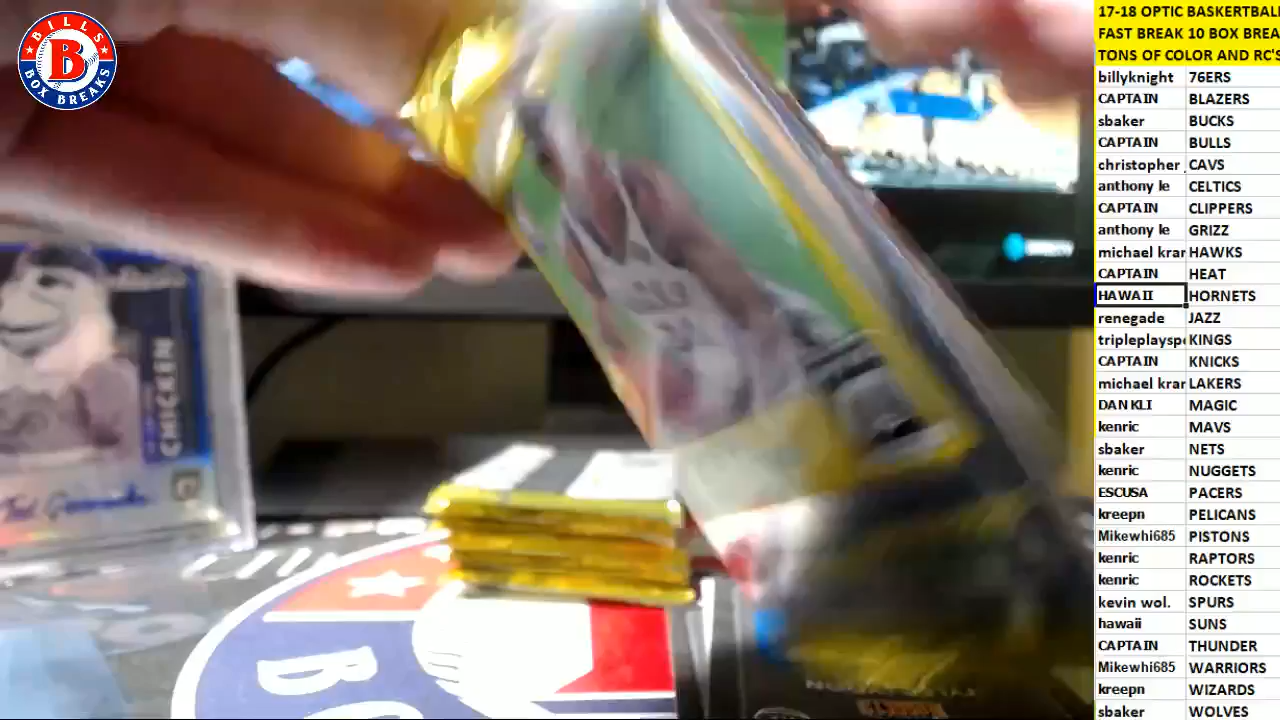 BILLS
B
BOX BREAKS
CHICKEN
BO
17-18 OPTIC BASKERTBALL
FAST BREAK 10 BOX BREA
TONS OF COLOR AND RC'S
billyknight 76ERS
CAPTAIN BLAZERS
sbaker BUCKS
CAPTAIN BULLS
christopher CAVS
anthony le CELTICS
CAPTAIN CLIPPERS
anthony le GRIZZ
michael krar HAWKS
CAPTAIN HEAT
HAWAII HORNETS
renegade JAZZ
tripleplayspo KINGS
CAPTAIN KNICKS
michael krar LAKERS
DAN KLI MAGIC
kenric MAVS
sbaker NETS
kenric NUGGETS
ESCUSA PACERS
kreepn PELICANS
Mikewhi685 PISTONS
kenric RAPTORS
kenric ROCKETS
kevin wol. SPURS
hawaii SUNS
CAPTAIN THUNDER
Mikewhi685 WARRIORS
kreepn WIZARDS
sbaker WOLVES